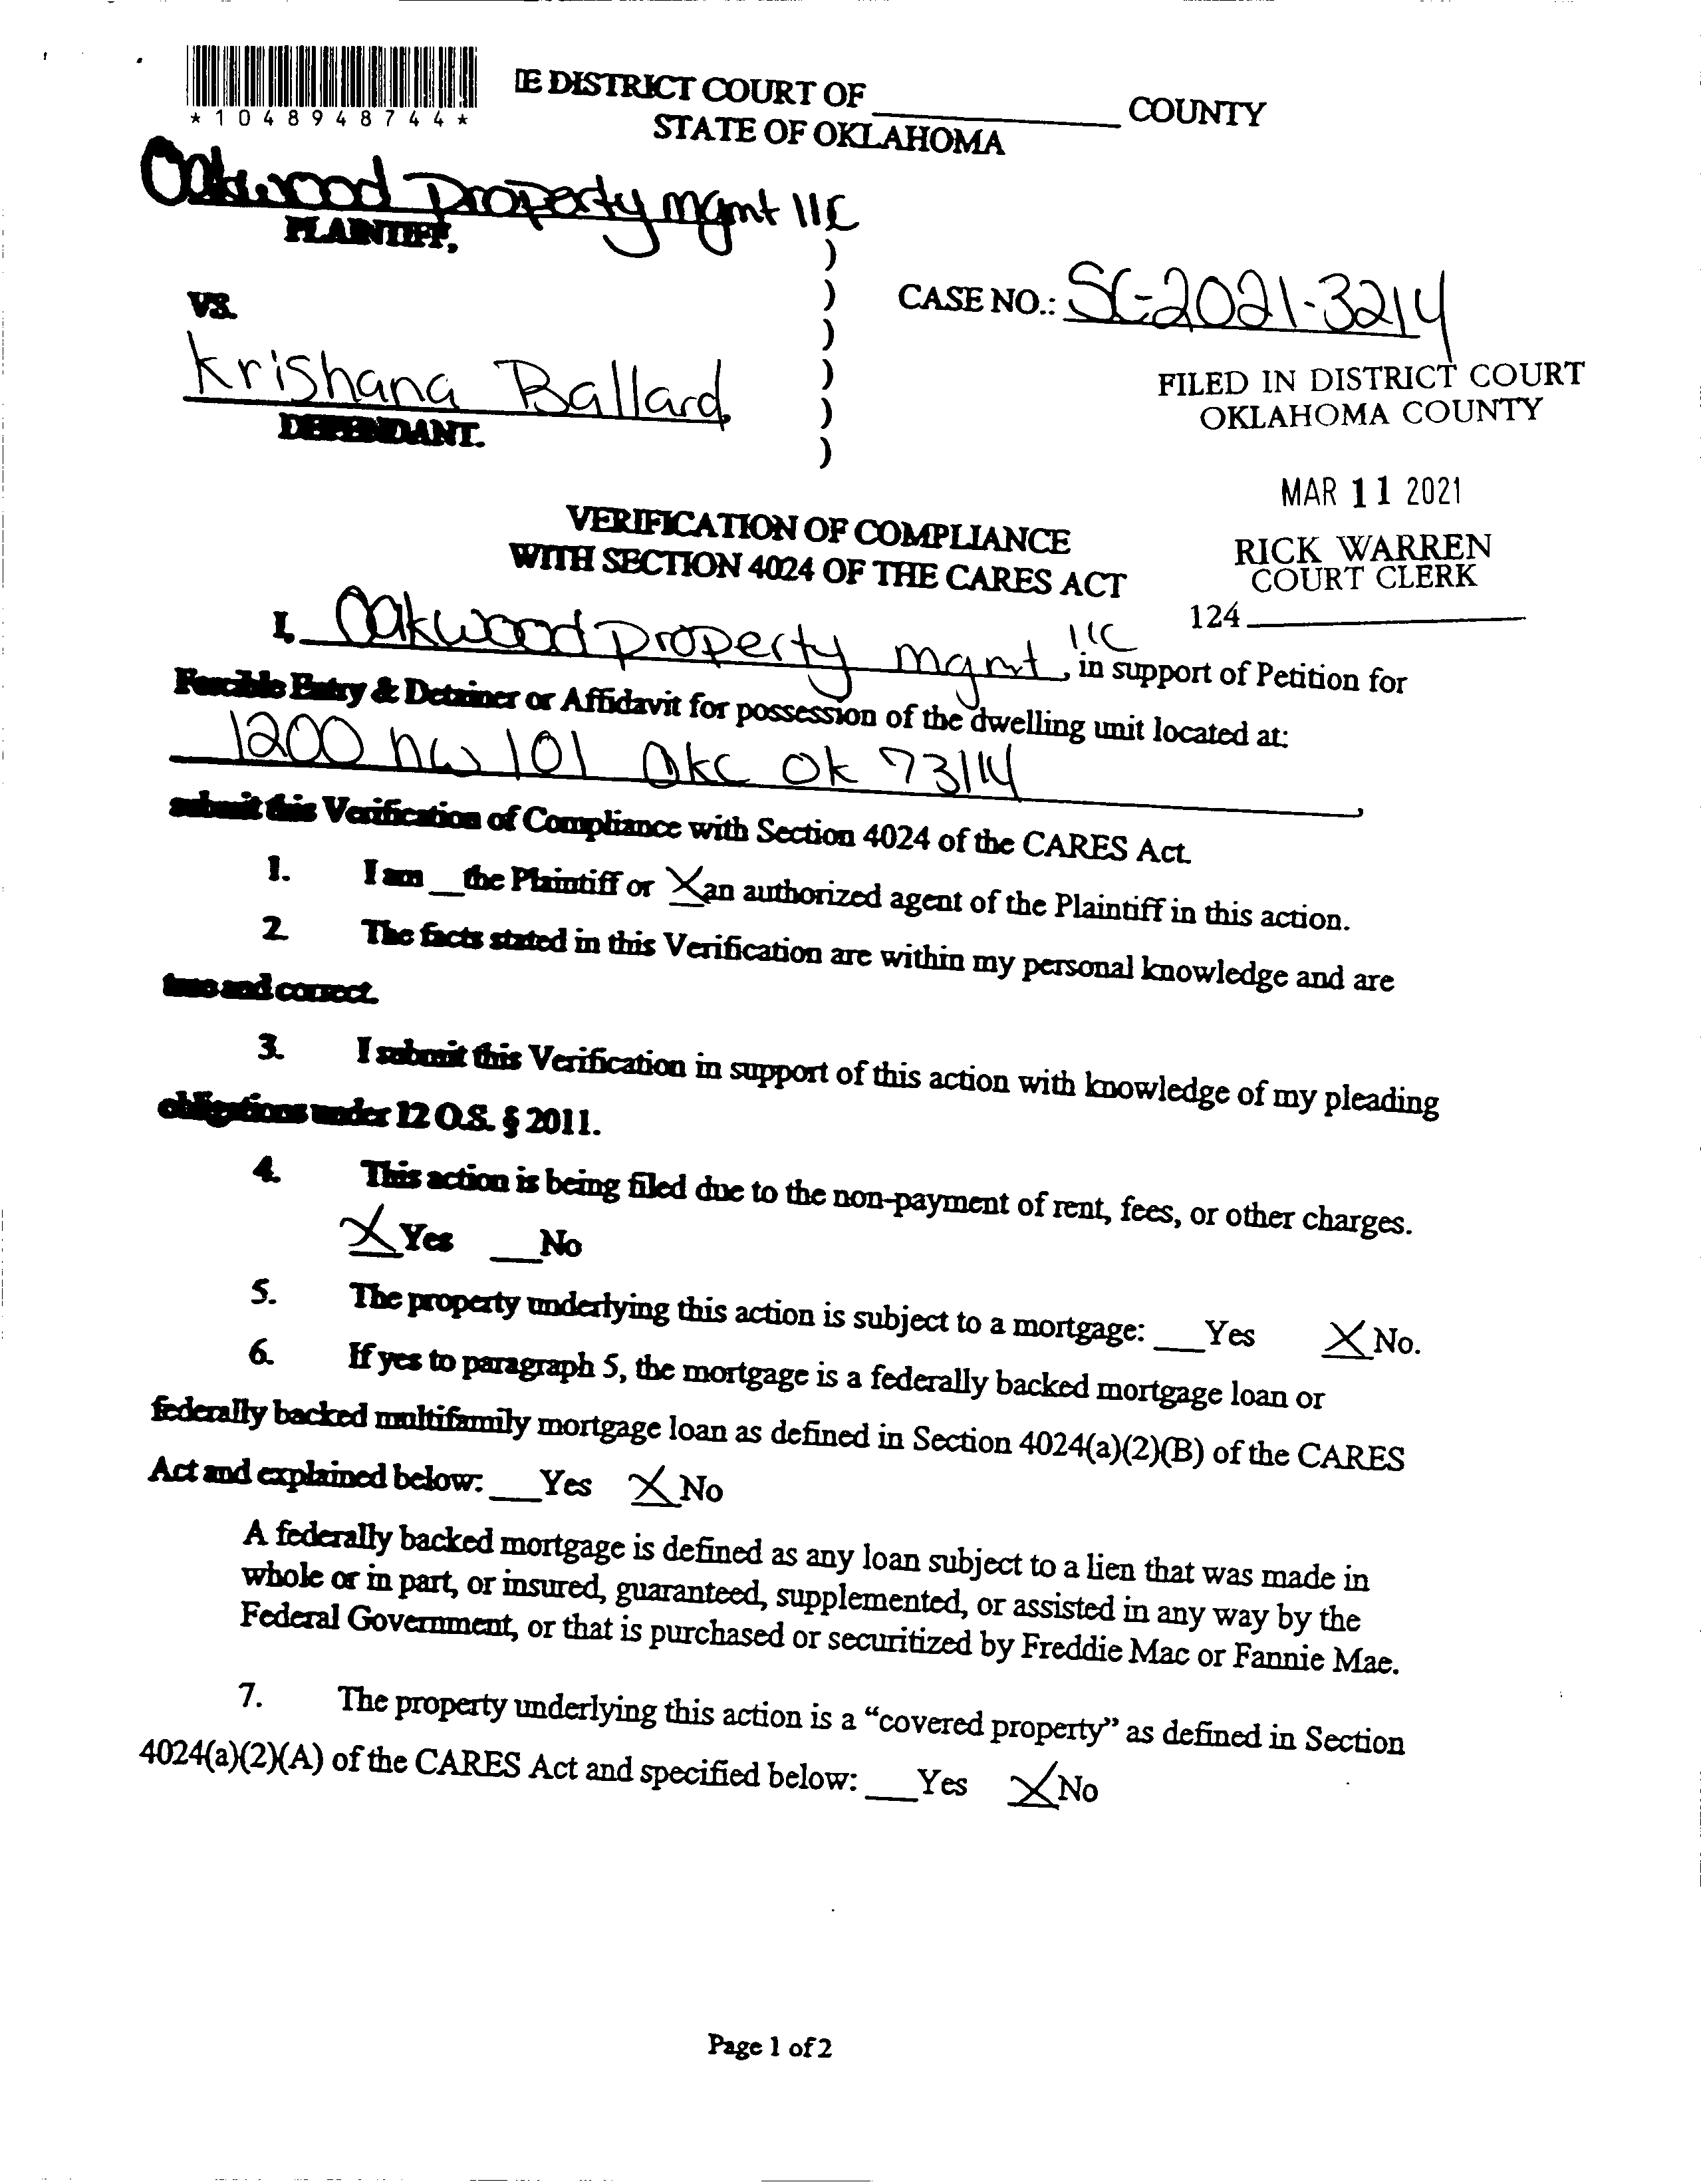 *1048948744*
IE DISTRICT COURT OF ____________ COUNTY
STATE OF OKLAHOMA
Oakwood Property mgmt llc
PLAINTIFF,
VS.
CASE NO.: SC-2021-3214
Krishana Ballard,
DEFENDANT.
)
)
)
)
)
)
FILED IN DISTRICT COURT
OKLAHOMA COUNTY
MAR 11 2021
RICK WARREN
COURT CLERK
124____________
VERIFICATION OF COMPLIANCE
WITH SECTION 4024 OF THE CARES ACT
I, Oakwood property mgmt llc, in support of Petition for
Forcible Entry & Detainer or Affidavit for possession of the dwelling unit located at:
1200 nw 101 Okc Ok 73114,
submit this Verification of Compliance with Section 4024 of the CARES Act.
1. I am __the Plaintiff or X an authorized agent of the Plaintiff in this action.
2. The facts stated in this Verification are within my personal knowledge and are
true and correct.
3. I submit this Verification in support of this action with knowledge of my pleading
obligations under 12 O.S. § 2011.
4. This action is being filed due to the non-payment of rent, fees, or other charges.
X Yes __No
5. The property underlying this action is subject to a mortgage: __Yes X No.
6. If yes to paragraph 5, the mortgage is a federally backed mortgage loan or
federally backed multifamily mortgage loan as defined in Section 4024(a)(2)(B) of the CARES
Act and explained below: __Yes X No
A federally backed mortgage is defined as any loan subject to a lien that was made in
whole or in part, or insured, guaranteed, supplemented, or assisted in any way by the
Federal Government, or that is purchased or securitized by Freddie Mac or Fannie Mae.
7. The property underlying this action is a “covered property” as defined in Section
4024(a)(2)(A) of the CARES Act and specified below: __Yes X No
Page 1 of 2